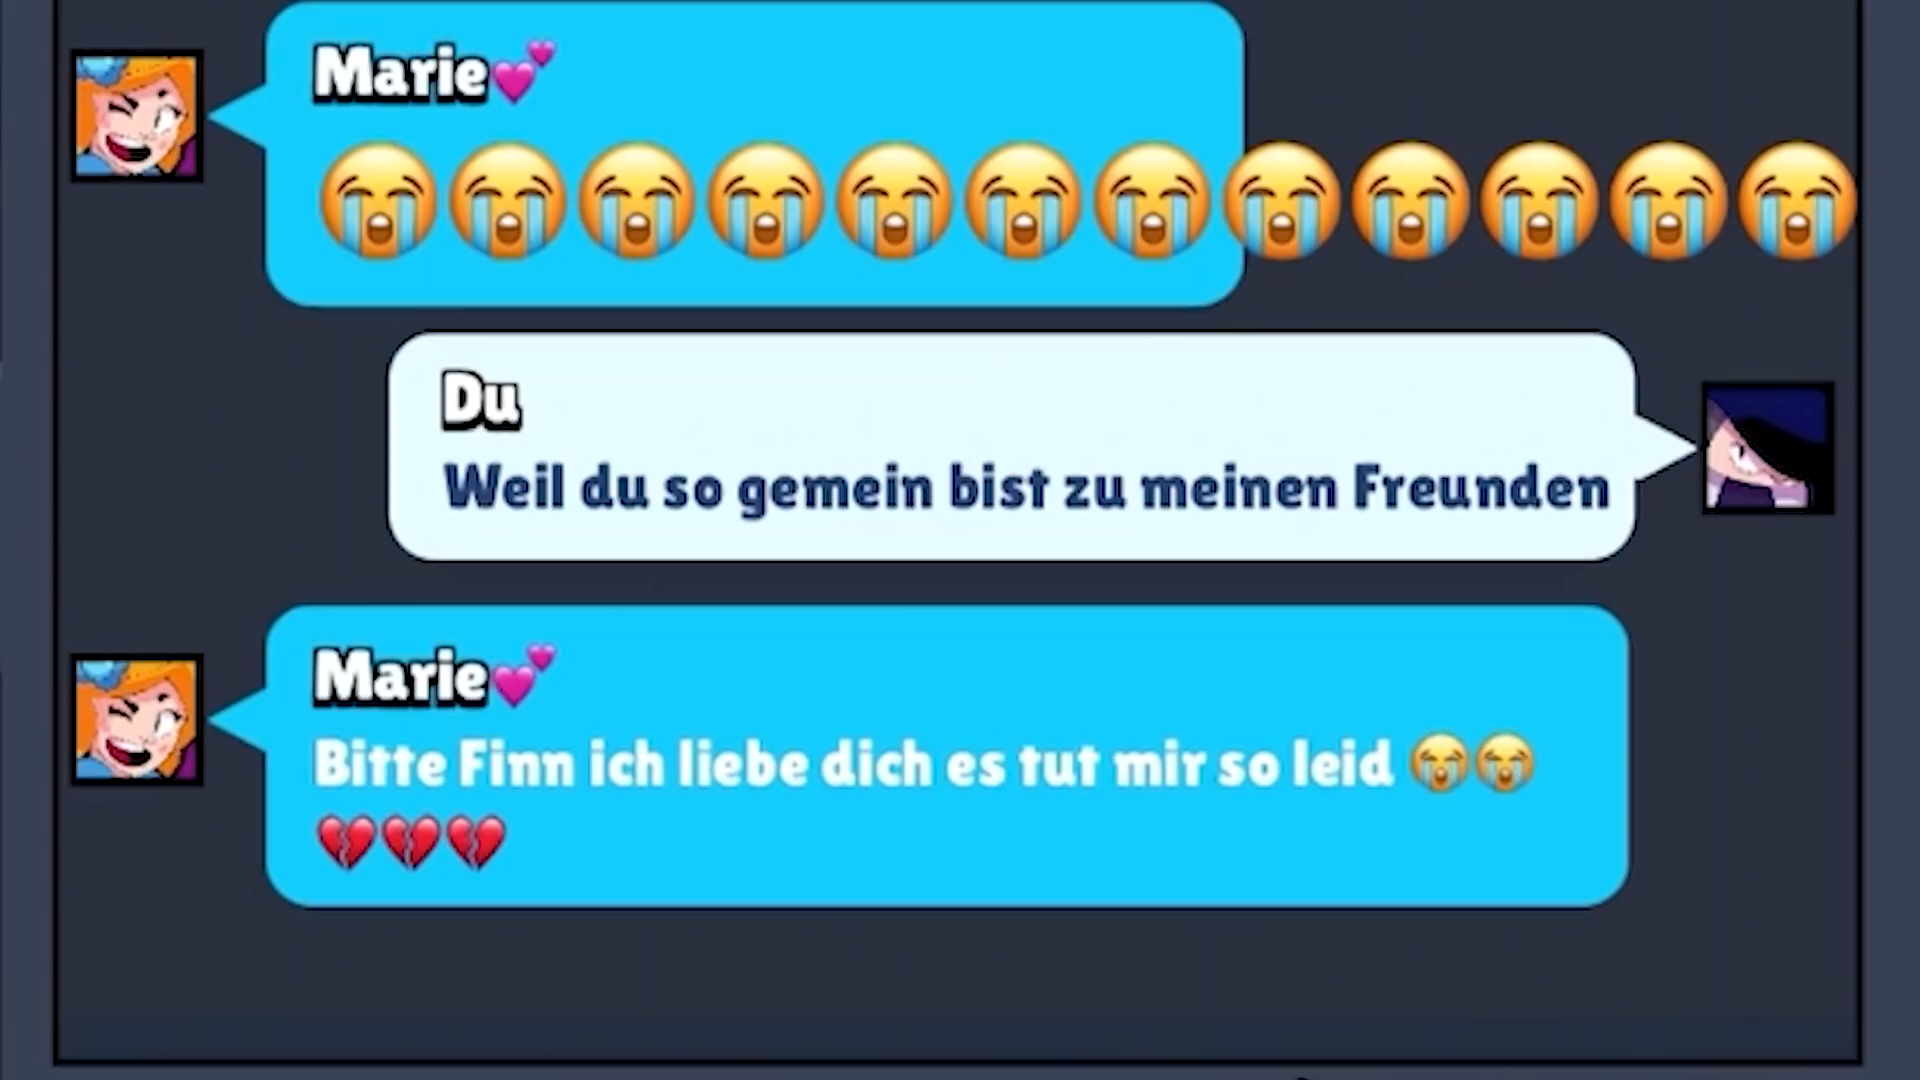 Marie💕
😭😭😭😭😭😭😭😭😭😭😭😭
Du
Weil du so gemein bist zu meinen Freunden
Marie💕
Bitte Finn ich liebe dich es tut mir so leid 😭😭
💔💔💔